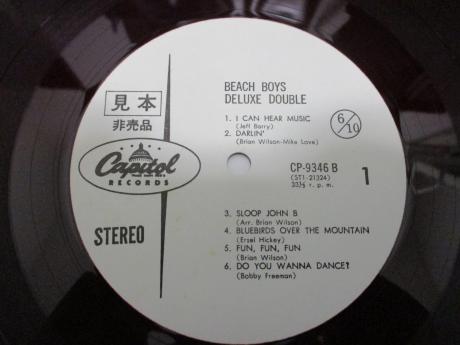 BEACH BOYS
DELUXE DOUBLE
見本
非売品
Capitol
RECORDS
STEREO
1. I CAN HEAR MUSIC
(Jeff Barry)
2. DARLIN'
(Brian Wilson-Mike Love)
6/10
CP-9346 B
(ST1-21324)
33⅓ r. p. m.
1
3. SLOOP JOHN B
(Arr. Brian Wilson)
4. BLUEBIRDS OVER THE MOUNTAIN
(Ersel Hickey)
5. FUN, FUN, FUN
(Brian Wilson)
6. DO YOU WANNA DANCE?
(Bobby Freeman)